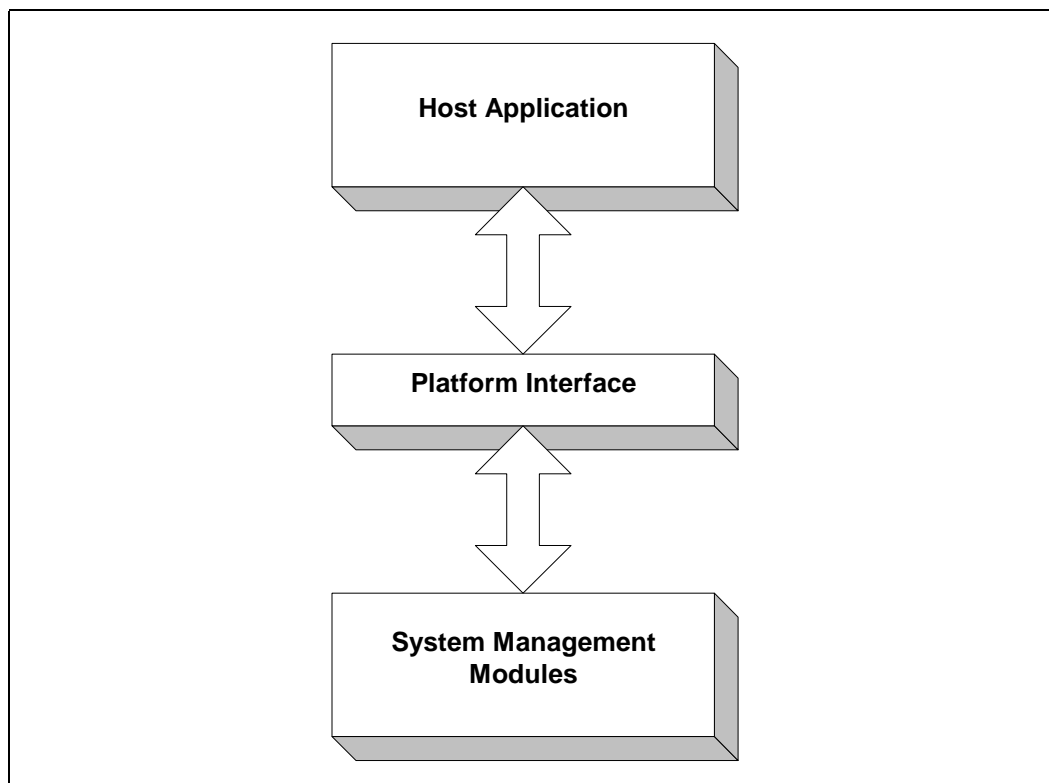 Host Application
Platform Interface
System Management
Modules